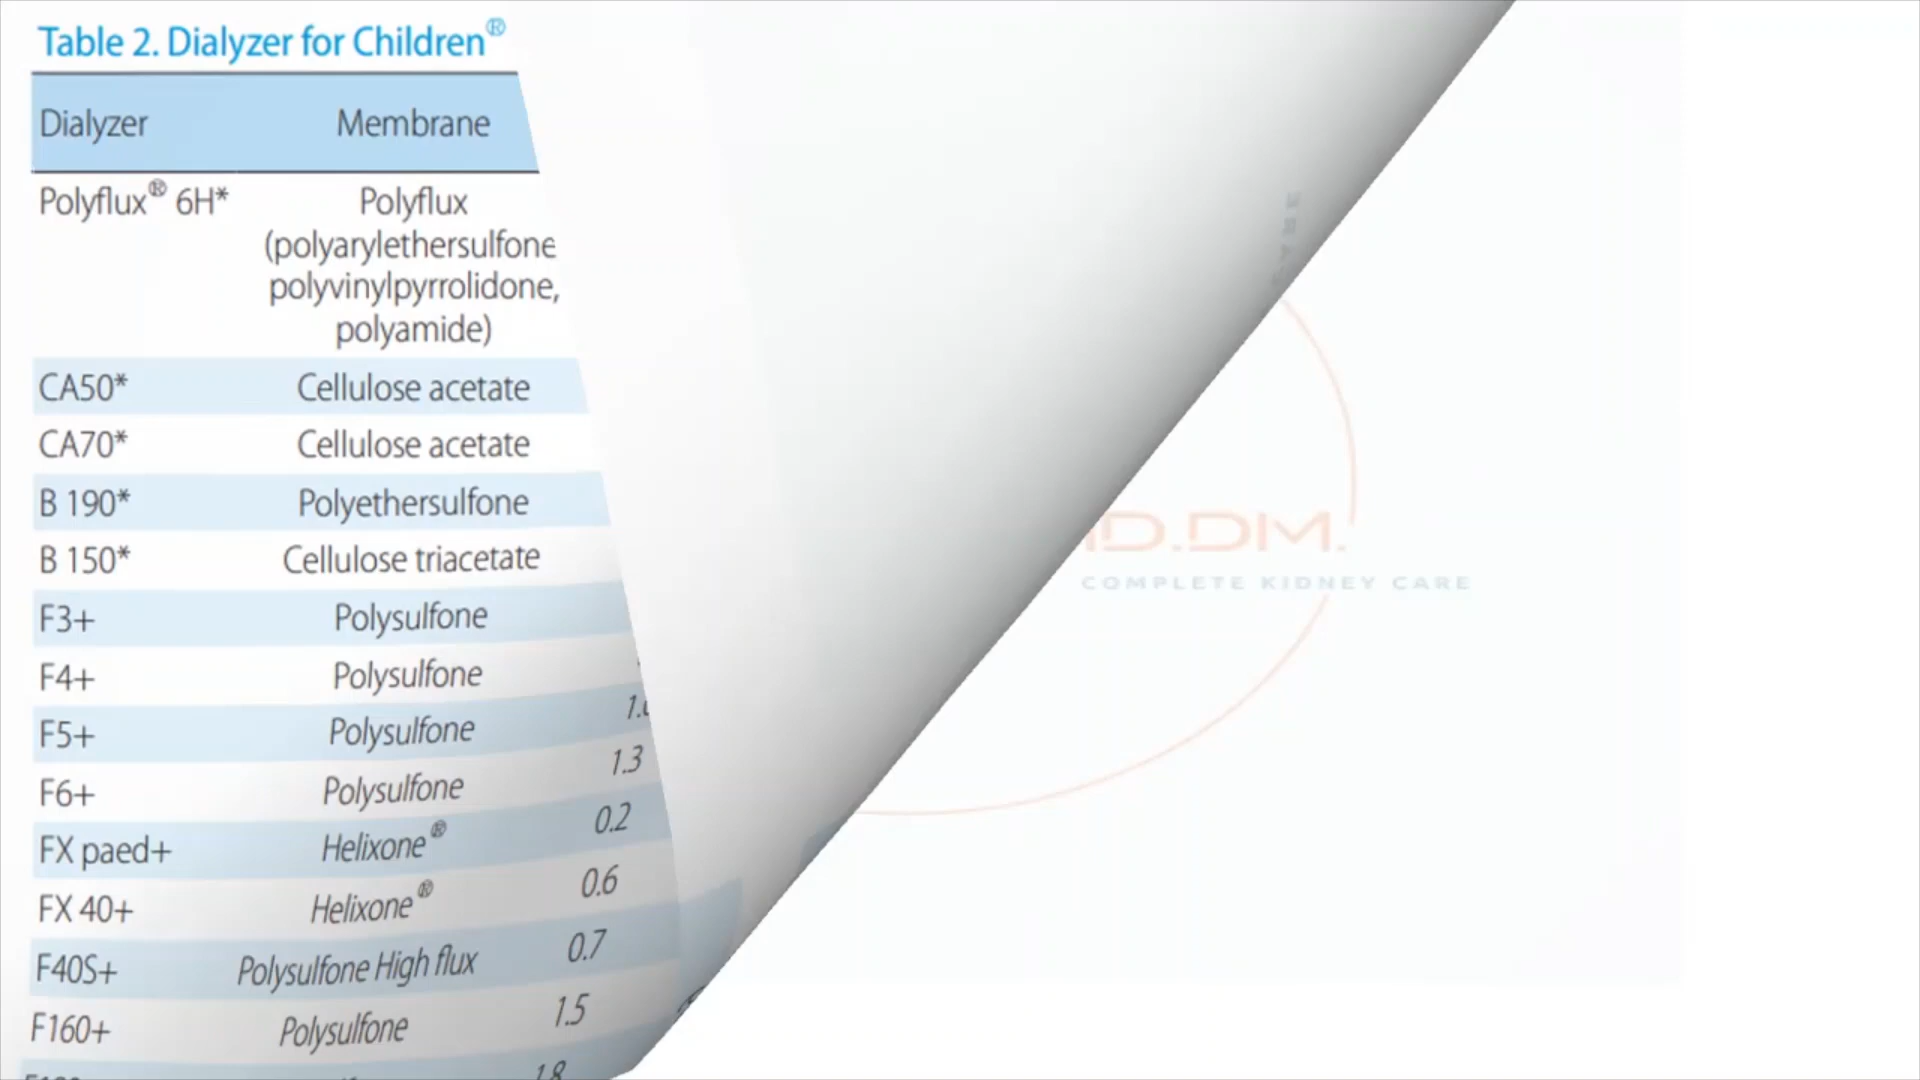 Table 2. Dialyzer for Children®
Dialyzer Membrane
Polyflux® 6H* Polyflux
(polyarylethersulfone
polyvinylpyrrolidone,
polyamide)
CA50* Cellulose acetate
CA70* Cellulose acetate
B 190* Polyethersulfone
B 150* Cellulose triacetate
F3+ Polysulfone
F4+ Polysulfone
F5+ Polysulfone
F6+ Polysulfone 1.3
FX paed+ Helixone® 0.2
FX 40+ Helixone® 0.6
F40S+ Polysulfone High flux 0.7
F160+ Polysulfone 1.5
1.8
D.DM.
COMPLETE KIDNEY CARE